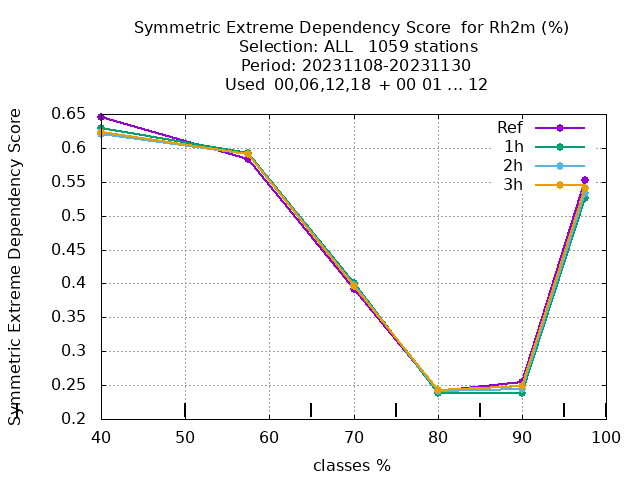 Symmetric Extreme Dependency Score  for Rh2m (%)
Selection: ALL   1059 stations
Period: 20231108-20231130
Used  00,06,12,18 + 00 01 ... 12
Symmetric Extreme Dependency Score
0.65
0.6
0.55
0.5
0.45
0.4
0.35
0.3
0.25
0.2
Ref
1h
2h
3h
40
50
60
70
80
90
100
classes %